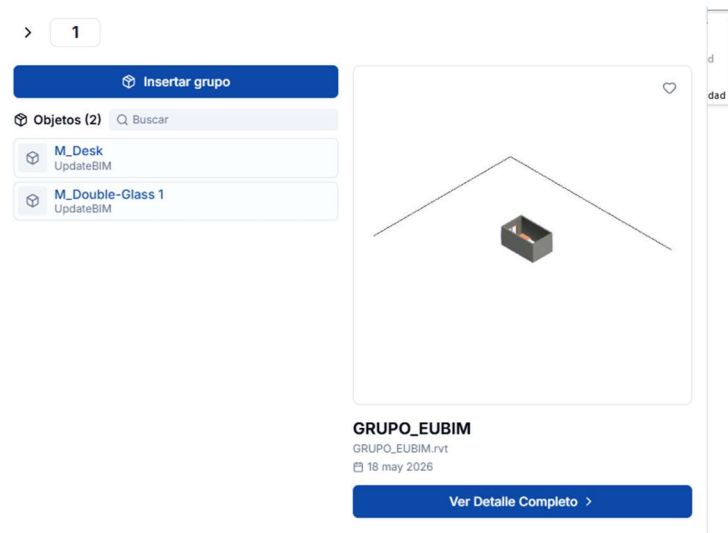 1
Insertar grupo
Objetos (2)
Buscar
M_Desk
UpdateBIM
M_Double-Glass 1
UpdateBIM
GRUPO_EUBIM
GRUPO_EUBIM.rvt
18 may 2026
Ver Detalle Completo
d
dad